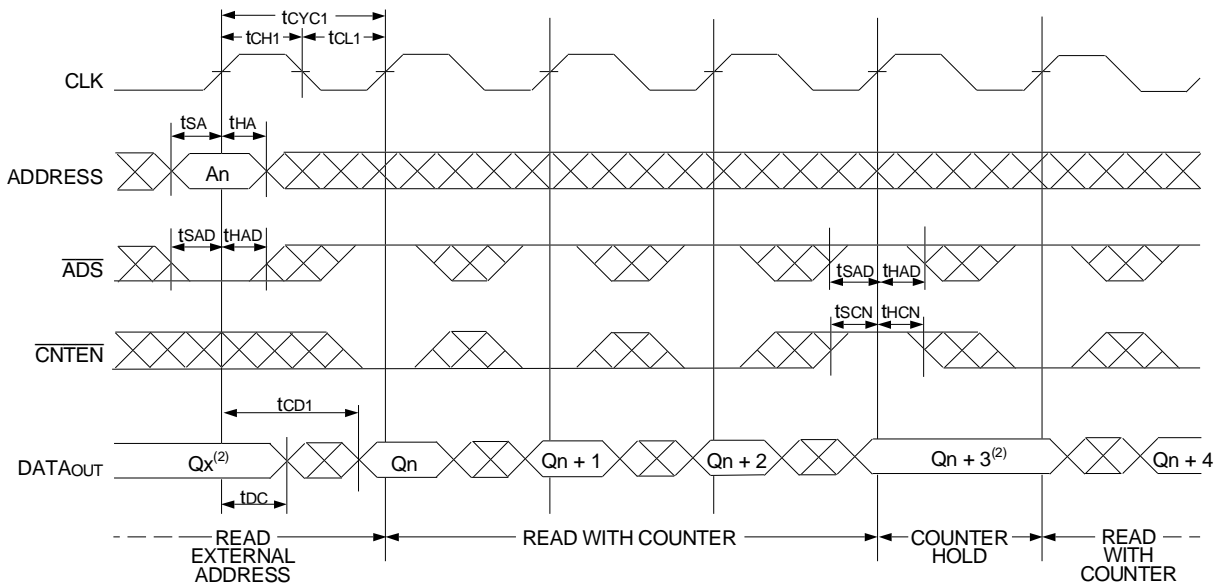 tCYC1
tCH1 tCL1
CLK
tSA tHA
ADDRESS An
tSAD tHAD
ADS
tSAD tHAD
tSCN tHCN
CNTEN
tCD1
DATAOUT Qx(2) Qn Qn + 1 Qn + 2 Qn + 3(2) Qn + 4
tDC
READ EXTERNAL ADDRESS
READ WITH COUNTER
COUNTER HOLD
READ WITH COUNTER